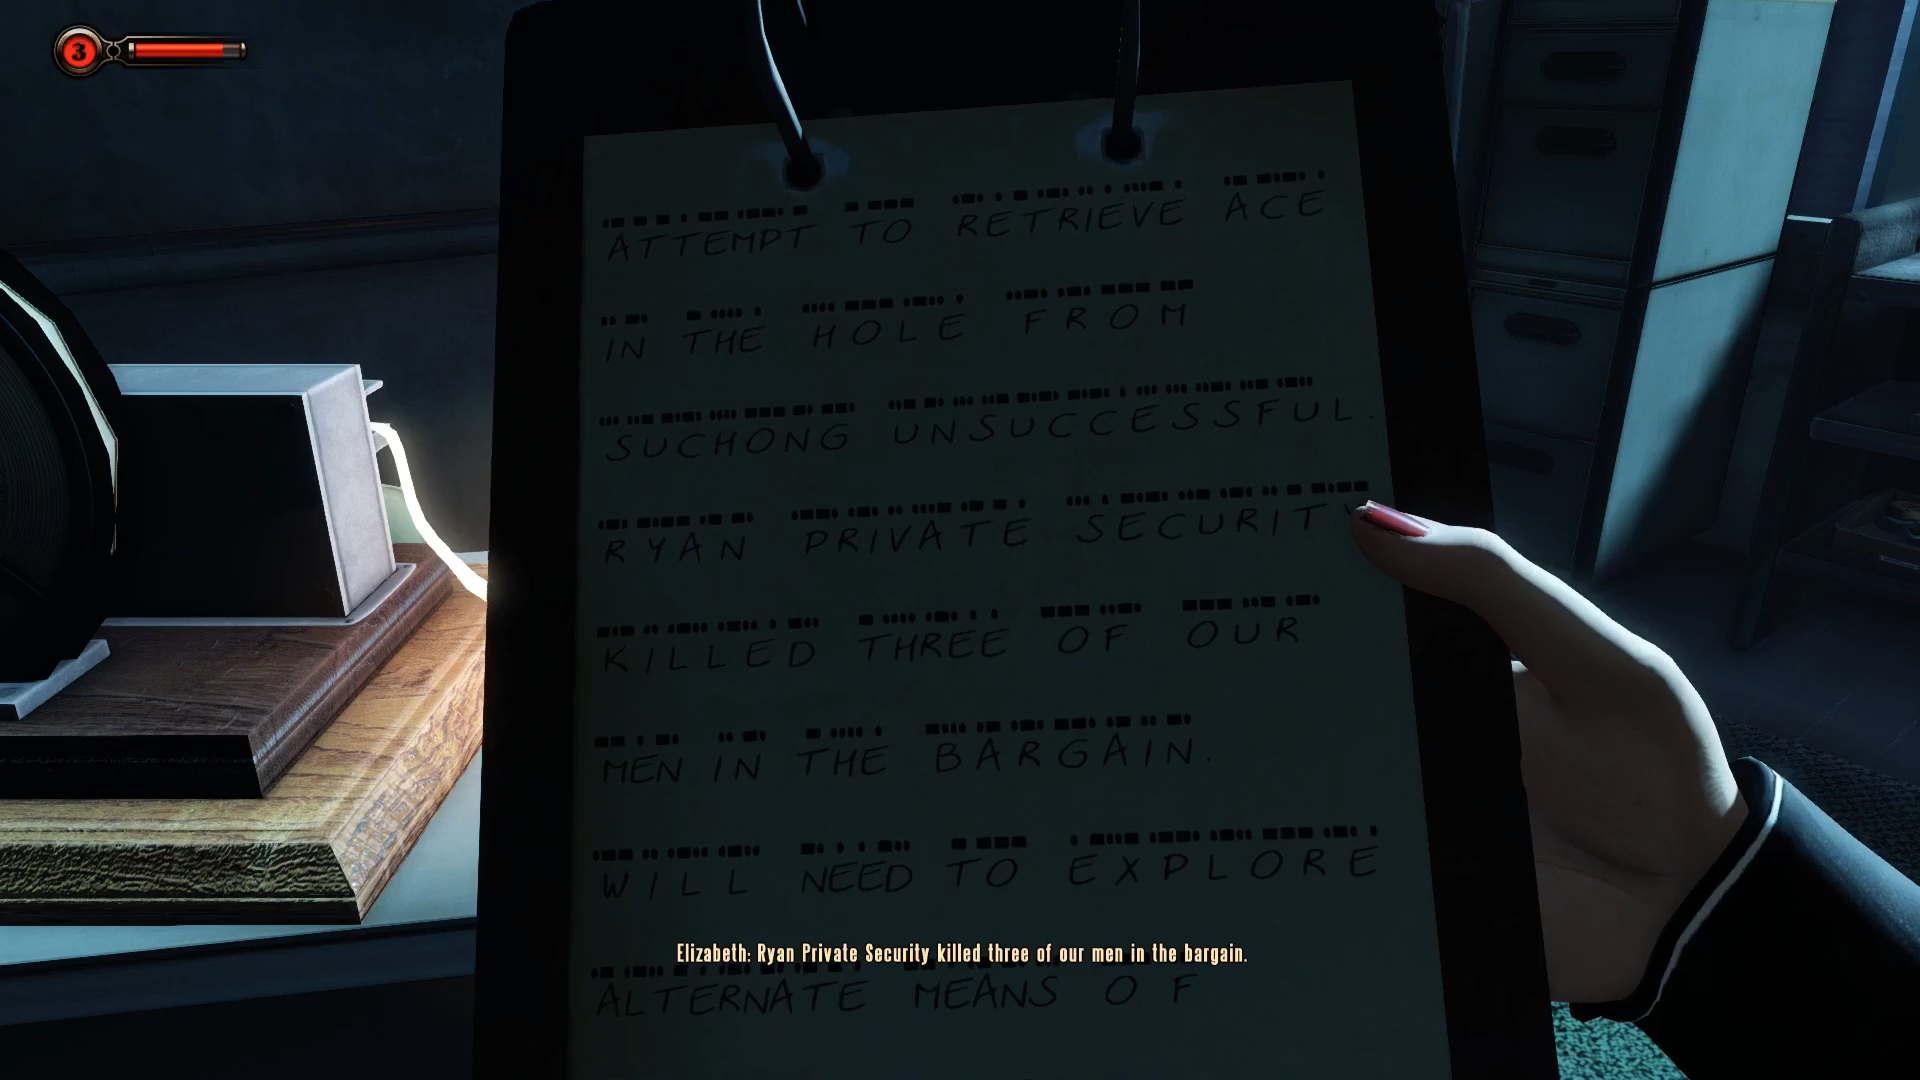 3
ATTEMPT TO RETRIEVE ACE
IN THE HOLE FROM
SUCHONG UNSUCCESSFUL.
RYAN PRIVATE SECURITY
KILLED THREE OF OUR
MEN IN THE BARGAIN.
WILL NEED TO EXPLORE
Elizabeth: Ryan Private Security killed three of our men in the bargain.
ALTERNATE MEANS OF